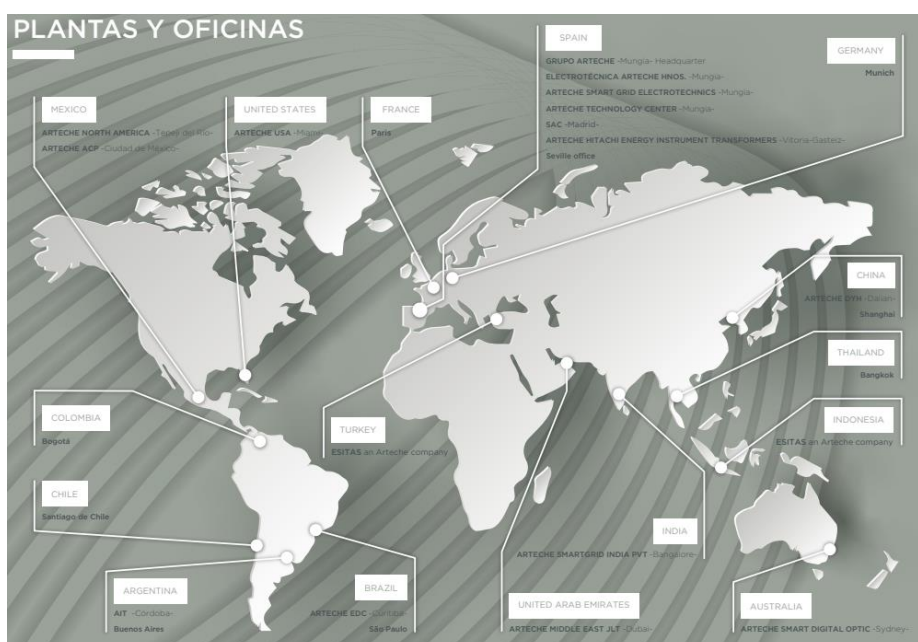 PLANTAS Y OFICINAS
MEXICO
ARTECHE NORTH AMERICA -Tepeji del Río-
ARTECHE ACP -Ciudad de México-
UNITED STATES
ARTECHE USA -Miami-
FRANCE
Paris
SPAIN
GRUPO ARTECHE -Mungia- Headquarter
ELECTROTÉCNICA ARTECHE HNOS. -Mungia-
ARTECHE SMART GRID ELECTROTECHNICS -Mungia-
ARTECHE TECHNOLOGY CENTER -Mungia-
SAC -Madrid-
ARTECHE HITACHI ENERGY INSTRUMENT TRANSFORMERS -Vitoria-Gasteiz-
Seville office
GERMANY
Munich
CHINA
ARTECHE DYH -Dalian-
Shanghai
THAILAND
Bangkok
COLOMBIA
Bogotá
TURKEY
ESITAS an Arteche company
INDONESIA
ESITAS an Arteche company
CHILE
Santiago de Chile
INDIA
ARTECHE SMARTGRID INDIA PVT -Bangalore-
ARGENTINA
AIT -Córdoba-
Buenos Aires
BRAZIL
ARTECHE EDC -Curitiba-
São Paulo
UNITED ARAB EMIRATES
ARTECHE MIDDLE EAST JLT -Dubai-
AUSTRALIA
ARTECHE SMART DIGITAL OPTIC -Sydney-